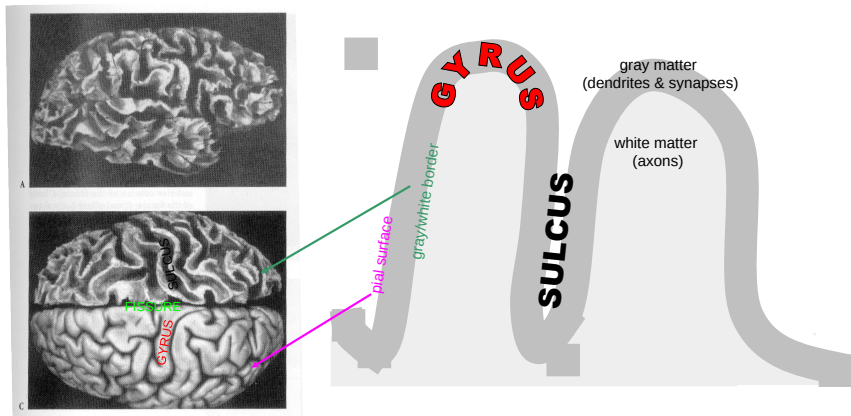 A
SULCUS
FISSURE
GYRUS
C
GYRUS
gray matter
(dendrites & synapses)
white matter
(axons)
SULCUS
gray/white border
pial surface